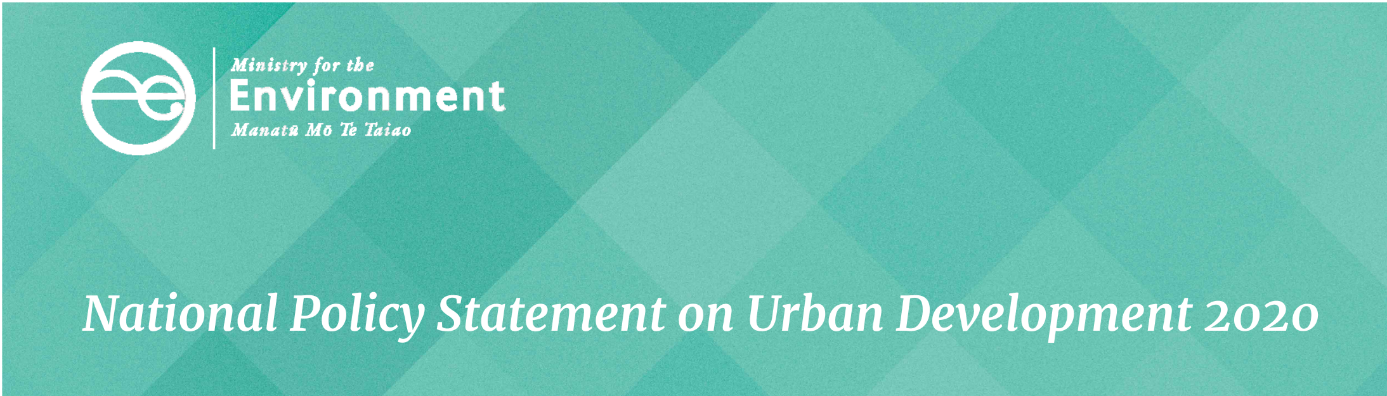 Ministry for the
Environment
Manatū Mō Te Taiao
National Policy Statement on Urban Development 2020